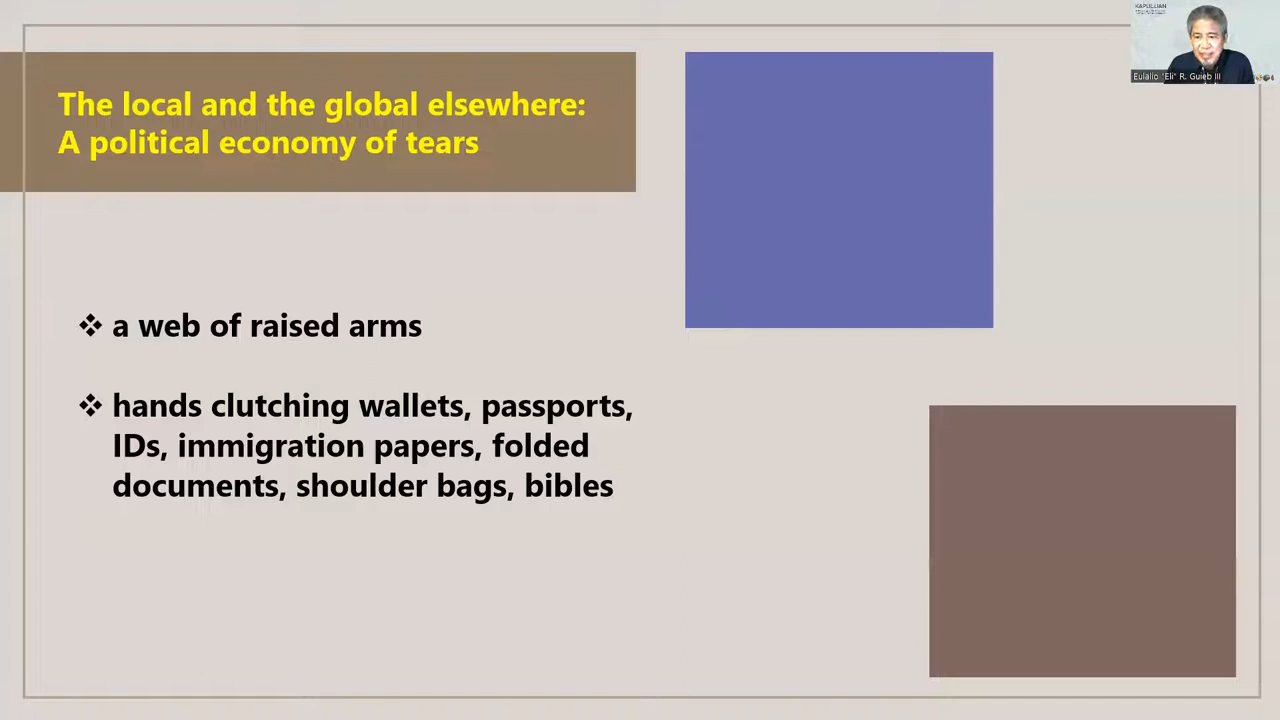 The local and the global elsewhere:
A political economy of tears
❖ a web of raised arms
❖ hands clutching wallets, passports,
IDs, immigration papers, folded
documents, shoulder bags, bibles
KAPULUAN
Eulalio "Eli" R. Guieb III